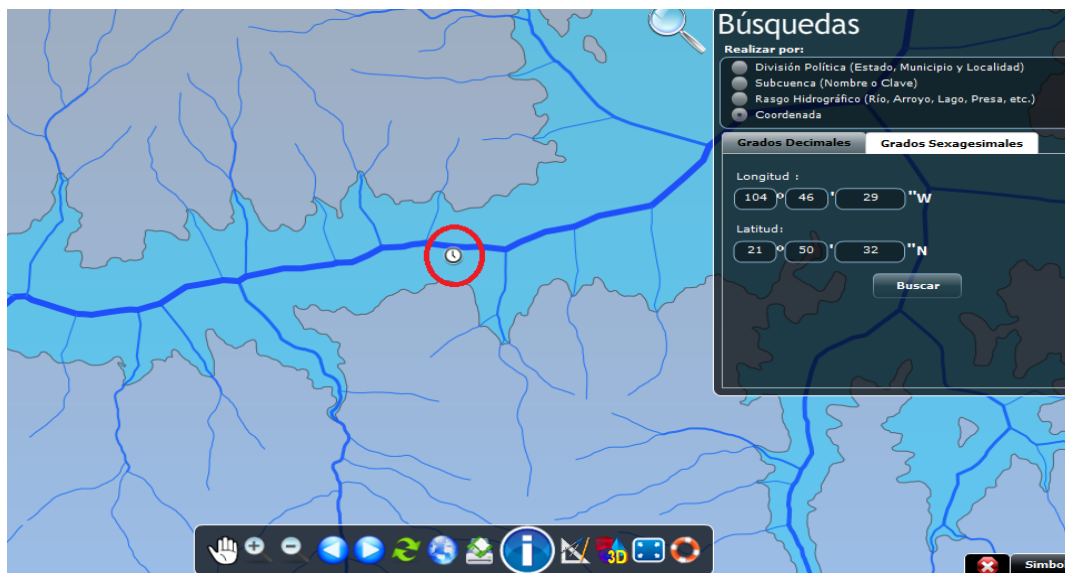 Búsquedas
Realizar por:
División Política (Estado, Municipio y Localidad)
Subcuenca (Nombre o Clave)
Rasgo Hidrográfico (Río, Arroyo, Lago, Presa, etc.)
Coordenada
Grados Decimales Grados Sexagesimales
Longitud :
104 º 46 ' 29 "W
Latitud:
21 º 50 ' 32 "N
Buscar
3D
Simbo